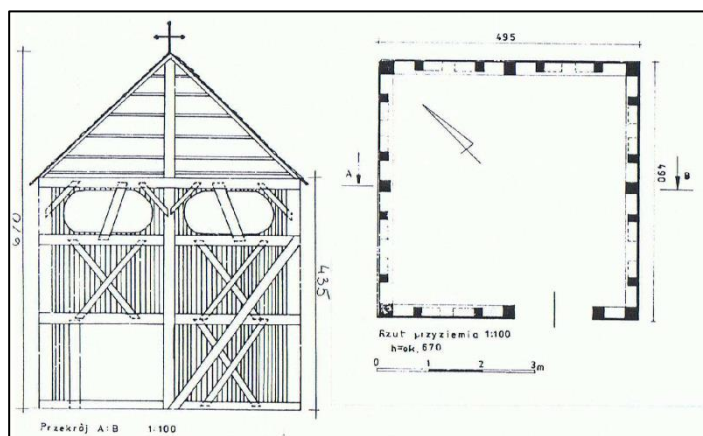 670
435
Przekrój A:B 1:100
495
490
A
B
Rzut przyziemia 1:100
h=ok. 670
0 1 2 3m